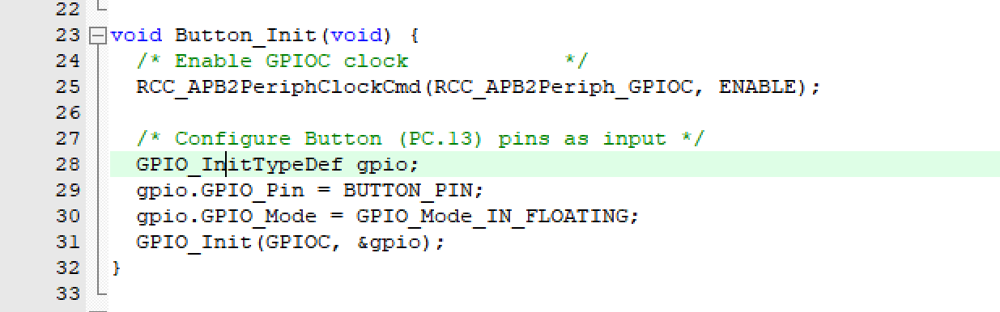 22
23 void Button_Init(void) {
24 /* Enable GPIOC clock */
25 RCC_APB2PeriphClockCmd(RCC_APB2Periph_GPIOC, ENABLE);
26
27 /* Configure Button (PC.13) pins as input */
28 GPIO_InitTypeDef gpio;
29 gpio.GPIO_Pin = BUTTON_PIN;
30 gpio.GPIO_Mode = GPIO_Mode_IN_FLOATING;
31 GPIO_Init(GPIOC, &gpio);
32 }
33